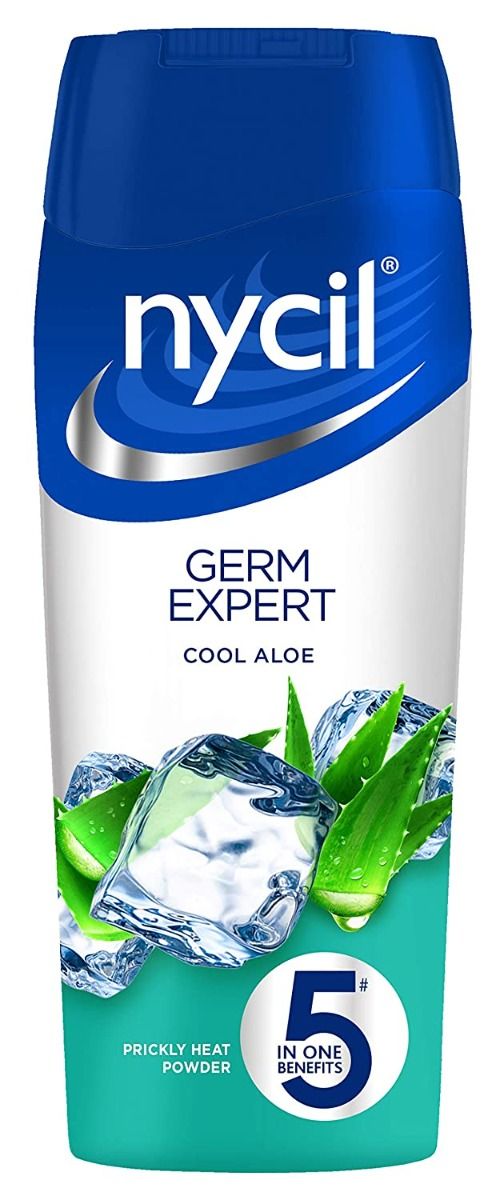 nycil®
GERM
EXPERT
COOL ALOE
PRICKLY HEAT
POWDER
5#
IN ONE
BENEFITS